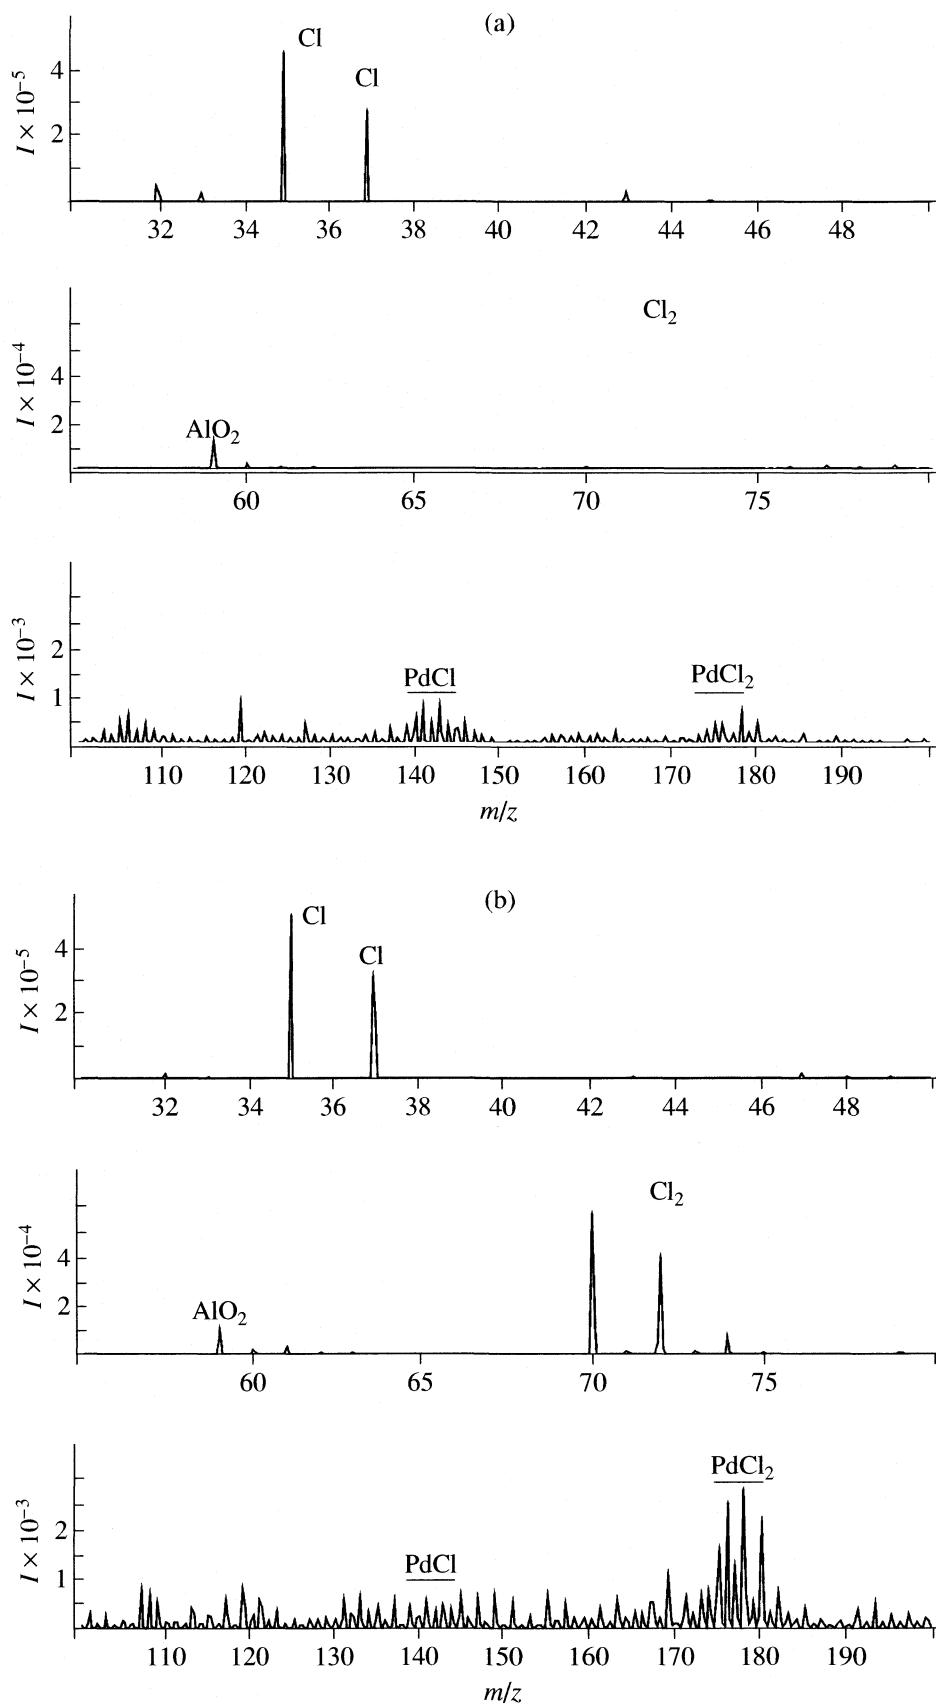 (a)
Cl
Cl
4
2
I × 10⁻⁵
32 34 36 38 40 42 44 46 48
Cl₂
4
2
I × 10⁻⁴
AlO₂
60 65 70 75
2
1
I × 10⁻³
PdCl
PdCl₂
110 120 130 140 150 160 170 180 190
m/z
(b)
Cl
Cl
4
2
I × 10⁻⁵
32 34 36 38 40 42 44 46 48
Cl₂
4
2
I × 10⁻⁴
AlO₂
60 65 70 75
PdCl₂
2
1
I × 10⁻³
PdCl
110 120 130 140 150 160 170 180 190
m/z